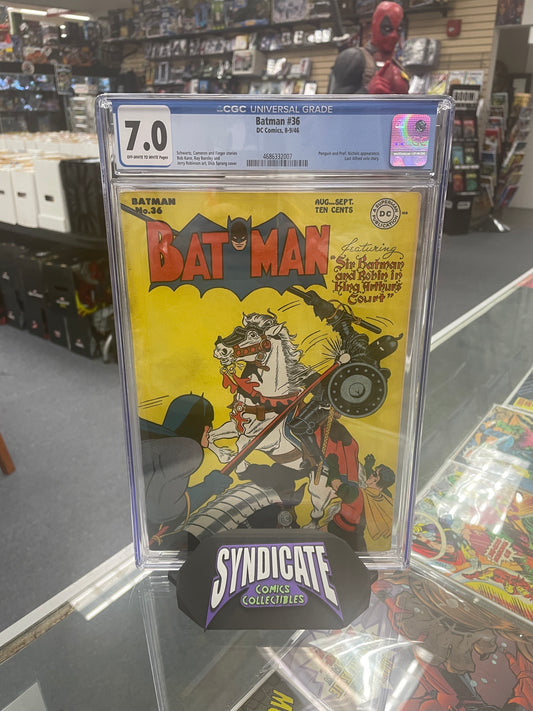 CGC UNIVERSAL GRADE
7.0
OFF-WHITE TO WHITE Pages
Batman #36
DC Comics, 8-9/46
Schwartz, Cameron and Finger stories
Bob Kane, Ray Burnley and
Jerry Robinson art, Dick Sprang cover
4686332007
Penguin and Prof. Nichols appearance.
Last Alfred solo story.
CGC
BATMAN
No.36
AUG.-SEPT.
TEN CENTS
A SUPERMAN
DC
PUBLICATION
BATMAN
featuring
"Sir Batman
and Robin in
King Arthur's
Court"
SYNDICATE
COMICS
COLLECTIBLES
BOOM!